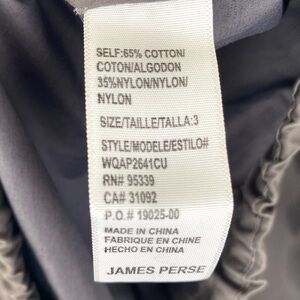 SELF:65% COTTON/
COTON/ALGODON
35%NYLON/NYLON/
NYLON
SIZE/TAILLE/TALLA:3
STYLE/MODELE/ESTILO#
WQAP2641CU
RN# 95339
CA# 31092
P.O.# 19025-00
MADE IN CHINA
FABRIQUE EN CHINE
HECHO EN CHINA
JAMES PERSE